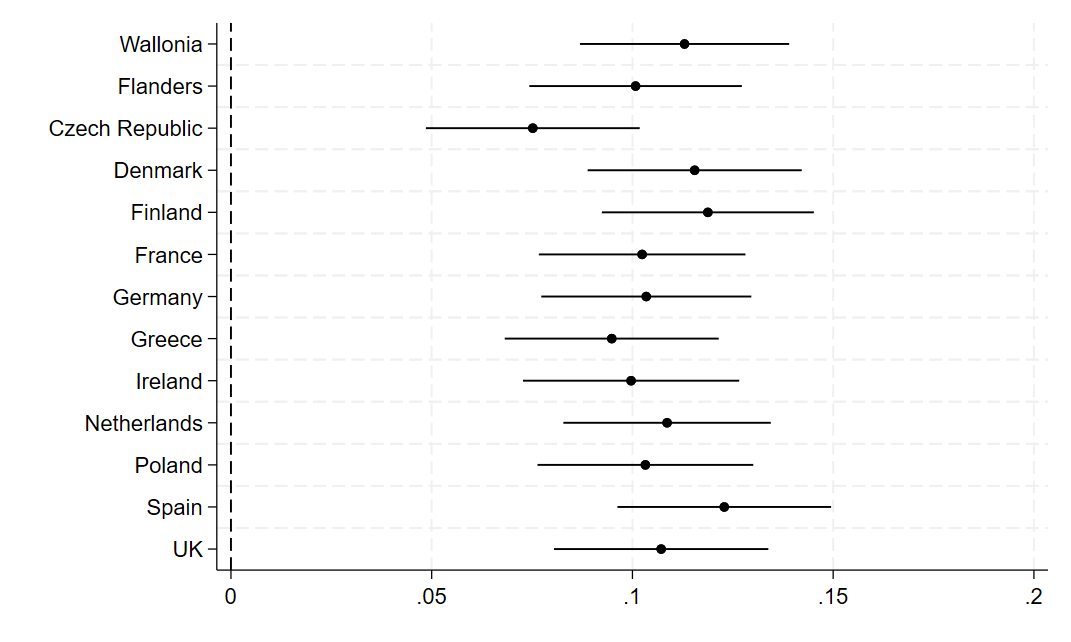 Wallonia
Flanders
Czech Republic
Denmark
Finland
France
Germany
Greece
Ireland
Netherlands
Poland
Spain
UK
0 .05 .1 .15 .2